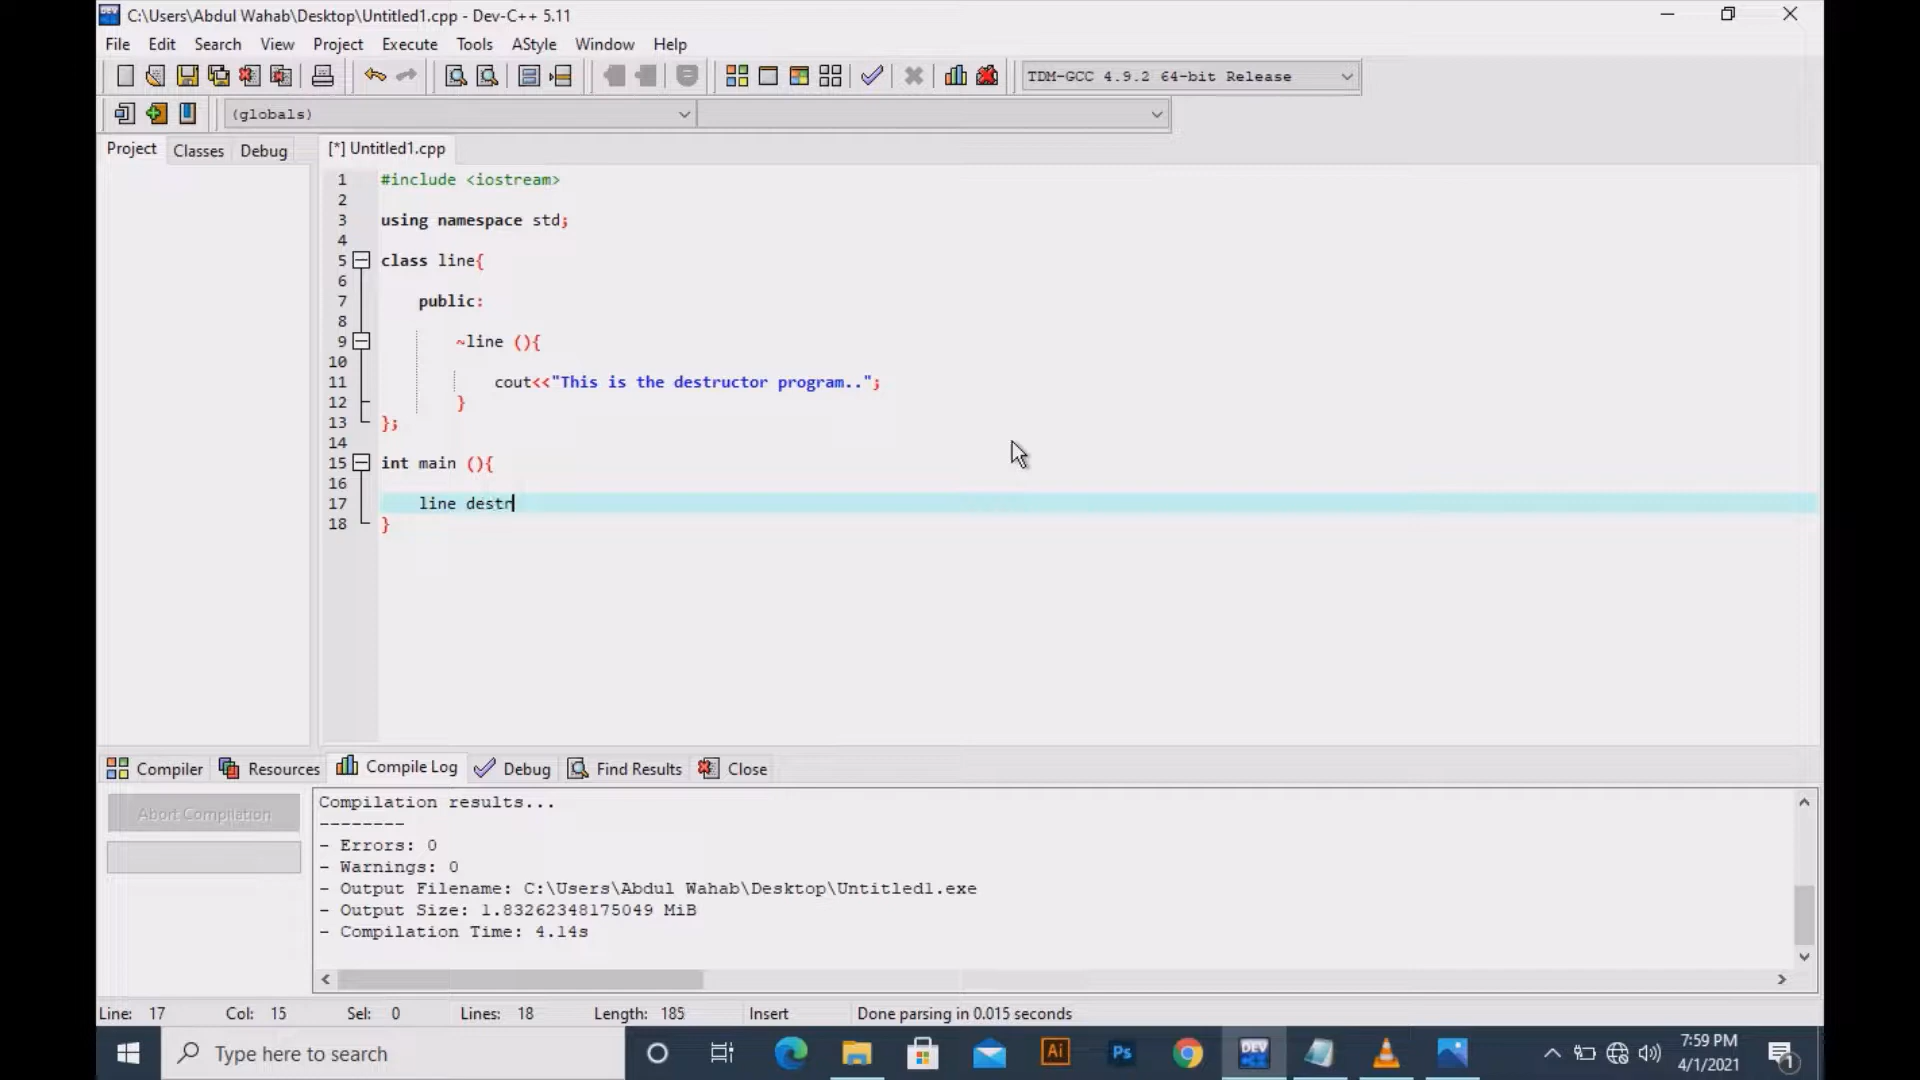 C:\Users\Abdul Wahab\Desktop\Untitled1.cpp - Dev-C++ 5.11
File Edit Search View Project Execute Tools AStyle Window Help
TDM-GCC 4.9.2 64-bit Release
(globals)
Project Classes Debug
[*] Untitled1.cpp
1 #include <iostream>
2
3 using namespace std;
4
5 class line{
6
7 public:
8
9 ~line (){
10
11 cout<<"This is the destructor program..";
12 }
13 };
14
15 int main (){
16
17 line destr
18 }
Compiler Resources Compile Log Debug Find Results Close
Abort Compilation
Compilation results...
--------
- Errors: 0
- Warnings: 0
- Output Filename: C:\Users\Abdul Wahab\Desktop\Untitled1.exe
- Output Size: 1.83262348175049 MiB
- Compilation Time: 4.14s
Line: 17 Col: 15 Sel: 0 Lines: 18 Length: 185 Insert Done parsing in 0.015 seconds
Type here to search
Ai
Ps
DEV
7:59 PM
4/1/2021
1